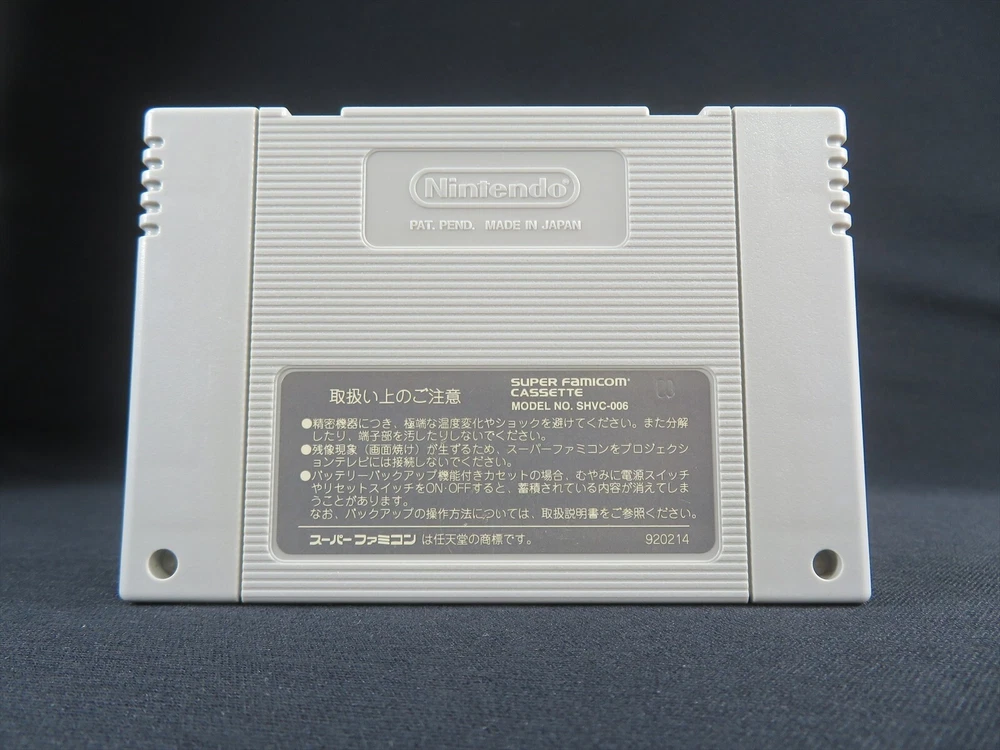 Nintendo®
PAT. PEND. MADE IN JAPAN
取扱い上のご注意
SUPER FAMICOM
CASSETTE
MODEL NO. SHVC-006
●精密機器につき、極端な温度変化やショックを避けてください。また分解
したり、端子部を汚したりしないでください。
●残像現象（画面焼け）が生ずるため、スーパーファミコンをプロジェクシ
ョンテレビには接続しないでください。
●バッテリーバックアップ機能付きカセットの場合、むやみに電源スイッチ
やリセットスイッチをON·OFFすると、蓄積されている内容が消えてしま
うことがあります。
なお、バックアップの操作方法については、取扱説明書をご参照ください。
スーパーファミコン は任天堂の商標です。
920214